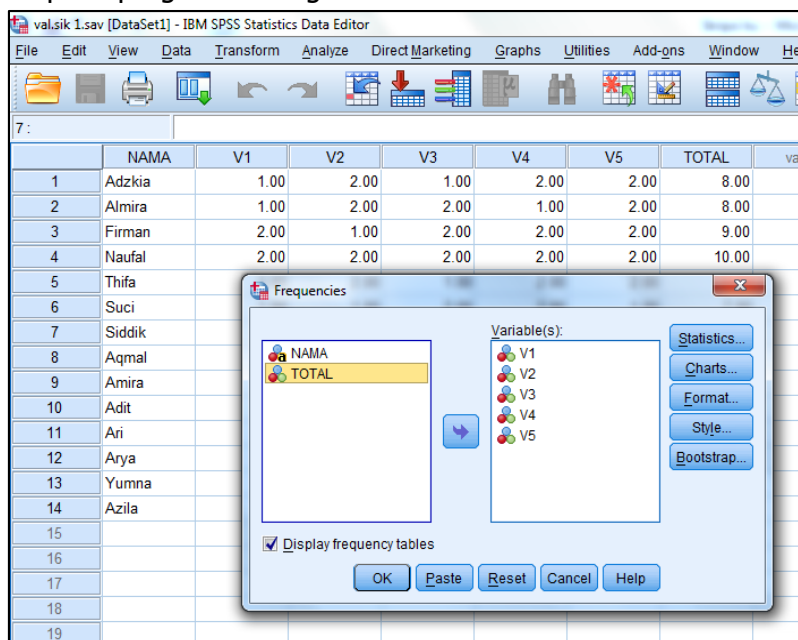 val.sik 1.sav [DataSet1] - IBM SPSS Statistics Data Editor
File Edit View Data Transform Analyze Direct Marketing Graphs Utilities Add-ons Window
7 :
NAMA V1 V2 V3 V4 V5 TOTAL
1 Adzkia 1.00 2.00 1.00 2.00 2.00 8.00
2 Almira 1.00 2.00 2.00 1.00 2.00 8.00
3 Firman 2.00 1.00 2.00 2.00 2.00 9.00
4 Naufal 2.00 2.00 2.00 2.00 2.00 10.00
5 Thifa
6 Suci
7 Siddik
8 Aqmal
9 Amira
10 Adit
11 Ari
12 Arya
13 Yumna
14 Azila
15
16
17
18
19
Frequencies
Variable(s):
NAMA
TOTAL
V1
V2
V3
V4
V5
Statistics...
Charts...
Format...
Style...
Bootstrap...
Display frequency tables
OK Paste Reset Cancel Help